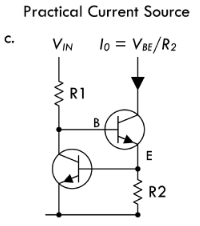 Practical Current Source
c.
V_IN I_O = V_BE/R_2
R1
B
E
R2